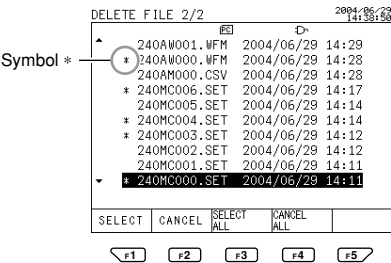 DELETE FILE 2/2 2004/06/29
14:38:50
PC
240AW001.WFM 2004/06/29 14:29
Symbol * * 240AW000.WFM 2004/06/29 14:28
240AM000.CSV 2004/06/29 14:28
* 240MC006.SET 2004/06/29 14:17
* 240MC005.SET 2004/06/29 14:14
240MC004.SET 2004/06/29 14:14
* 240MC003.SET 2004/06/29 14:12
240MC002.SET 2004/06/29 14:12
240MC001.SET 2004/06/29 14:11
* 240MC000.SET 2004/06/29 14:11
SELECT CANCEL SELECT ALL CANCEL ALL
F1 F2 F3 F4 F5